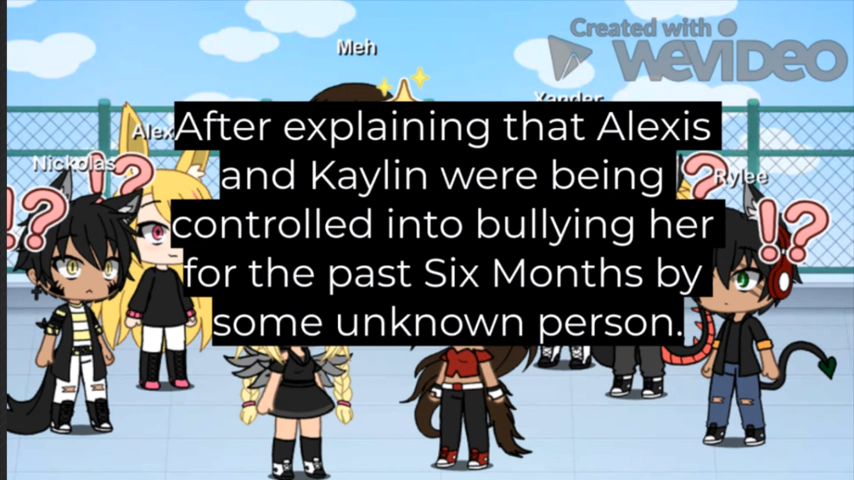 Created with
WEVIDEO
Meh
Xander
Alex
Nickolas
Rylee
After explaining that Alexis
and Kaylin were being
controlled into bullying her
for the past Six Months by
some unknown person.
!?
!?
?
!?